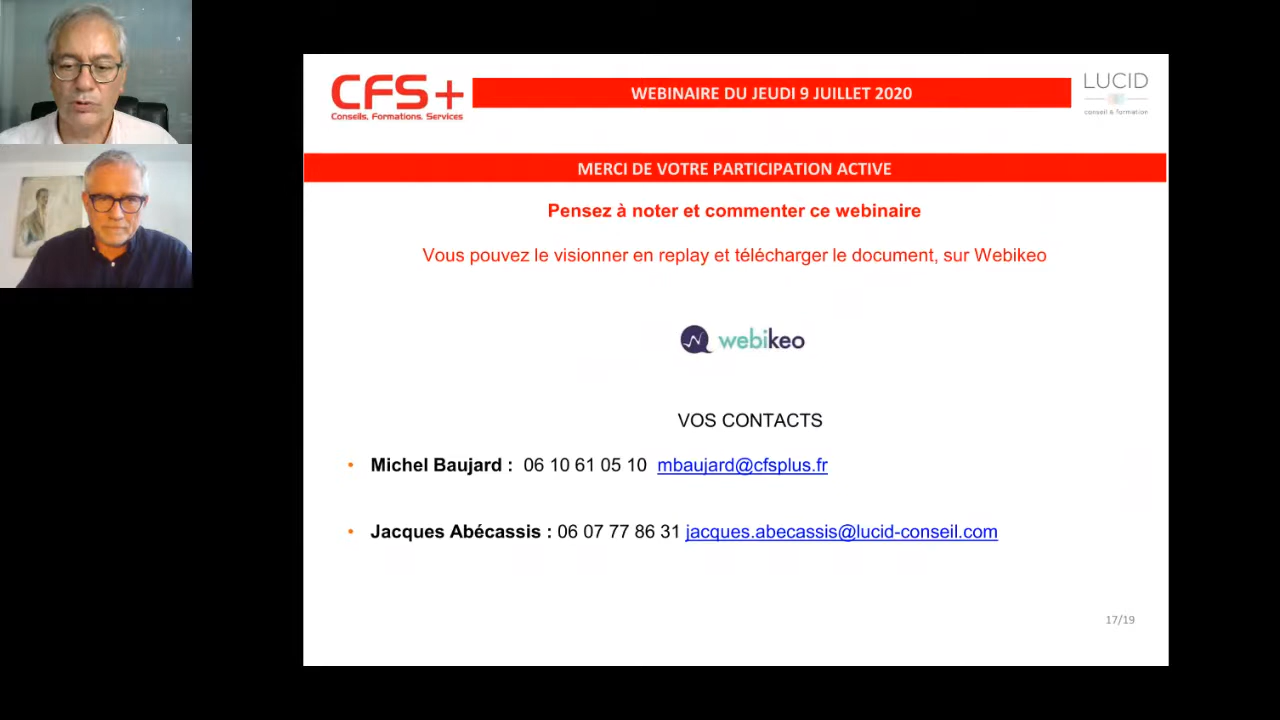 CFS+
Conseils, Formations, Services
WEBINAIRE DU JEUDI 9 JUILLET 2020
LUCID
conseil & formation
MERCI DE VOTRE PARTICIPATION ACTIVE
Pensez à noter et commenter ce webinaire
Vous pouvez le visionner en replay et télécharger le document, sur Webikeo
webikeo
VOS CONTACTS
• Michel Baujard : 06 10 61 05 10 mbaujard@cfsplus.fr
• Jacques Abécassis : 06 07 77 86 31 jacques.abecassis@lucid-conseil.com
17/19